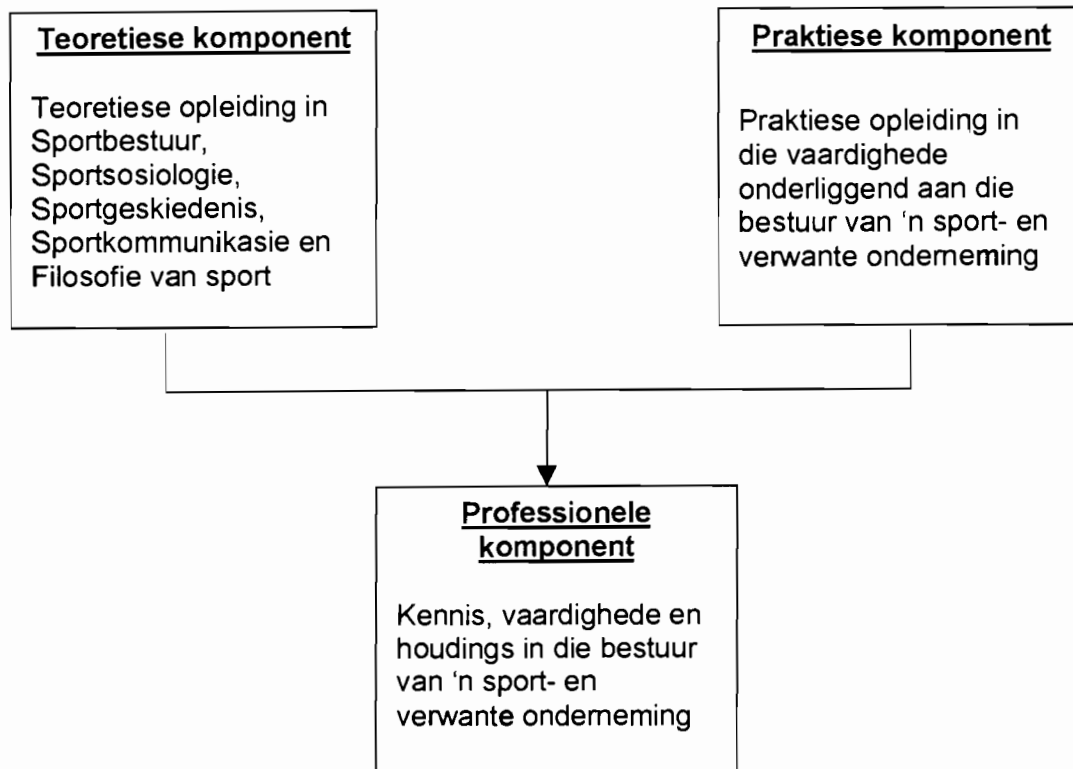 Teoretiese komponent
Teoretiese opleiding in
Sportbestuur,
Sportsosiologie,
Sportgeskiedenis,
Sportkommunikasie en
Filosofie van sport
Praktiese komponent
Praktiese opleiding in
die vaardighede
onderliggend aan die
bestuur van ‘n sport- en
verwante onderneming
Professionele
komponent
Kennis, vaardighede en
houdings in die bestuur
van ‘n sport- en
verwante onderneming